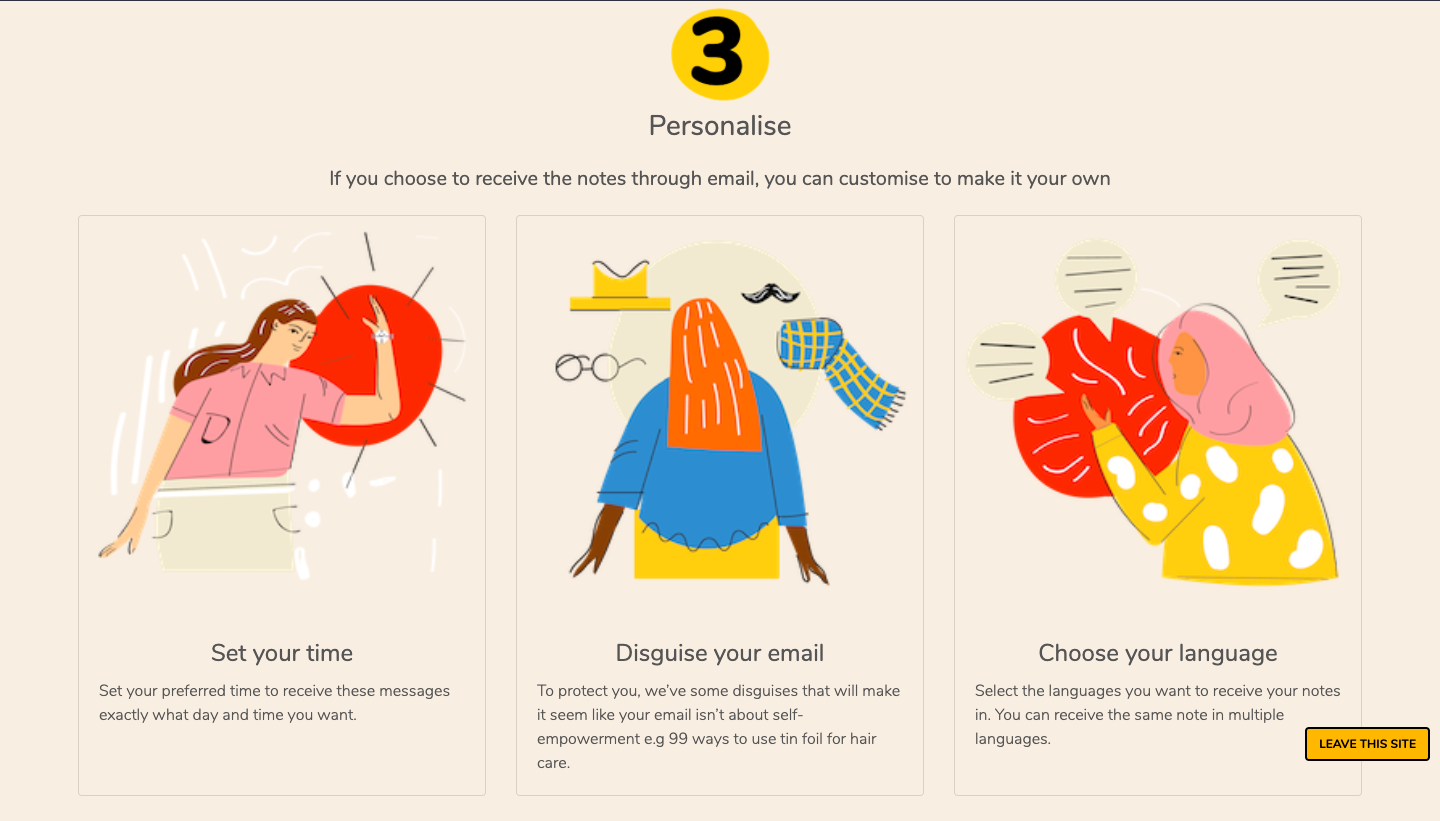 3
Personalise
If you choose to receive the notes through email, you can customise to make it your own
Set your time
Set your preferred time to receive these messages
exactly what day and time you want.
Disguise your email
To protect you, we’ve some disguises that will make
it seem like your email isn’t about self-
empowerment e.g 99 ways to use tin foil for hair
care.
Choose your language
Select the languages you want to receive your notes
in. You can receive the same note in multiple
languages.
LEAVE THIS SITE